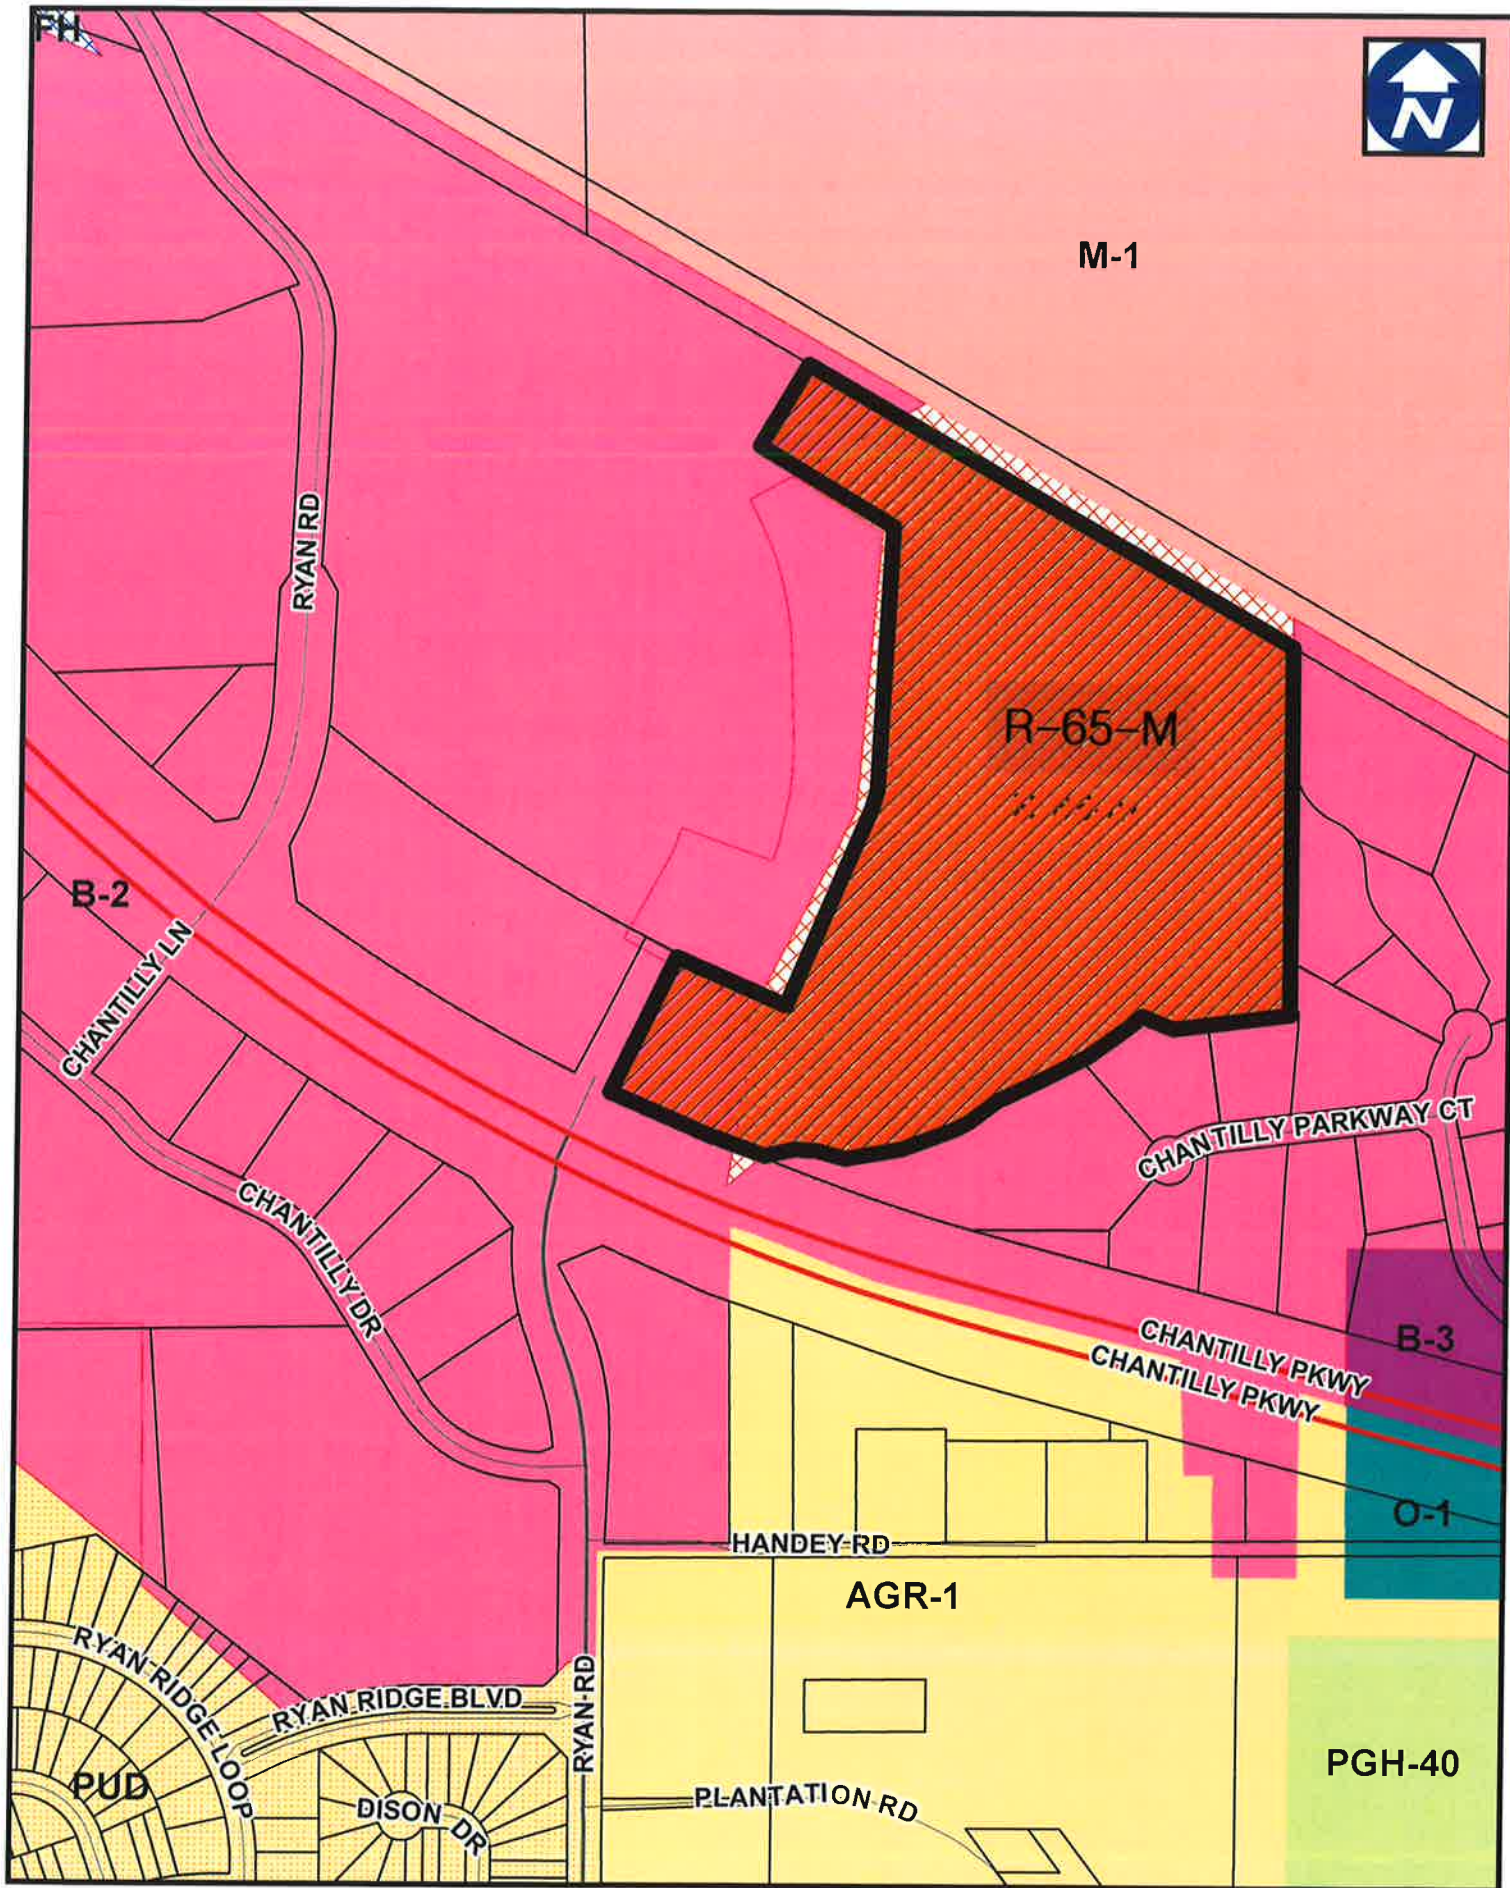 FH
N
M-1
RYAN RD
R-65-M
B-2
CHANTILLY LN
CHANTILLY PARKWAY CT
CHANTILLY DR
CHANTILLY PKWY
CHANTILLY PKWY
B-3
O-1
HANDEY RD
AGR-1
RYAN RIDGE LOOP
RYAN RIDGE BLVD
RYAN RD
PGH-40
PUD
DISON DR
PLANTATION RD